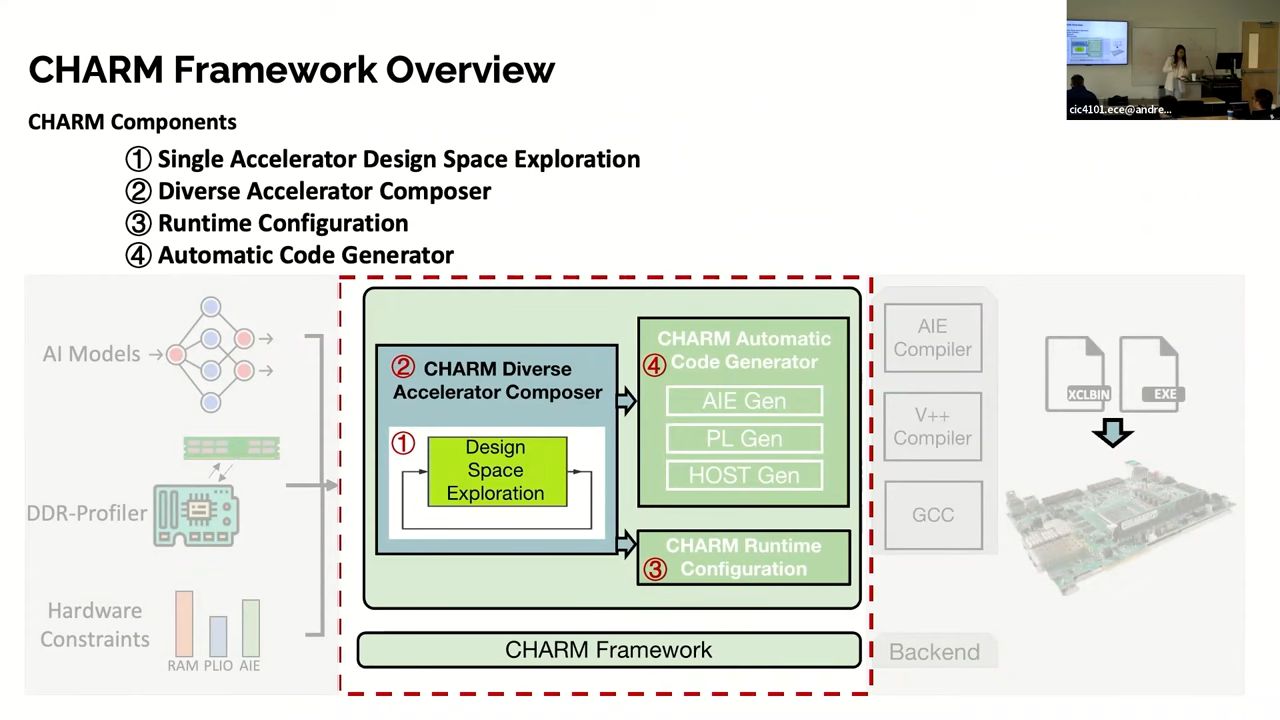 CHARM Framework Overview
CHARM Components
① Single Accelerator Design Space Exploration
② Diverse Accelerator Composer
③ Runtime Configuration
④ Automatic Code Generator
cic4101.ece@andre...
AI Models
DDR-Profiler
Hardware
Constraints
RAM PLIO AIE
② CHARM Diverse
Accelerator Composer
①
Design
Space
Exploration
CHARM Automatic
④ Code Generator
AIE Gen
PL Gen
HOST Gen
CHARM Runtime
③ Configuration
CHARM Framework
AIE
Compiler
V++
Compiler
GCC
Backend
XCLBIN
EXE